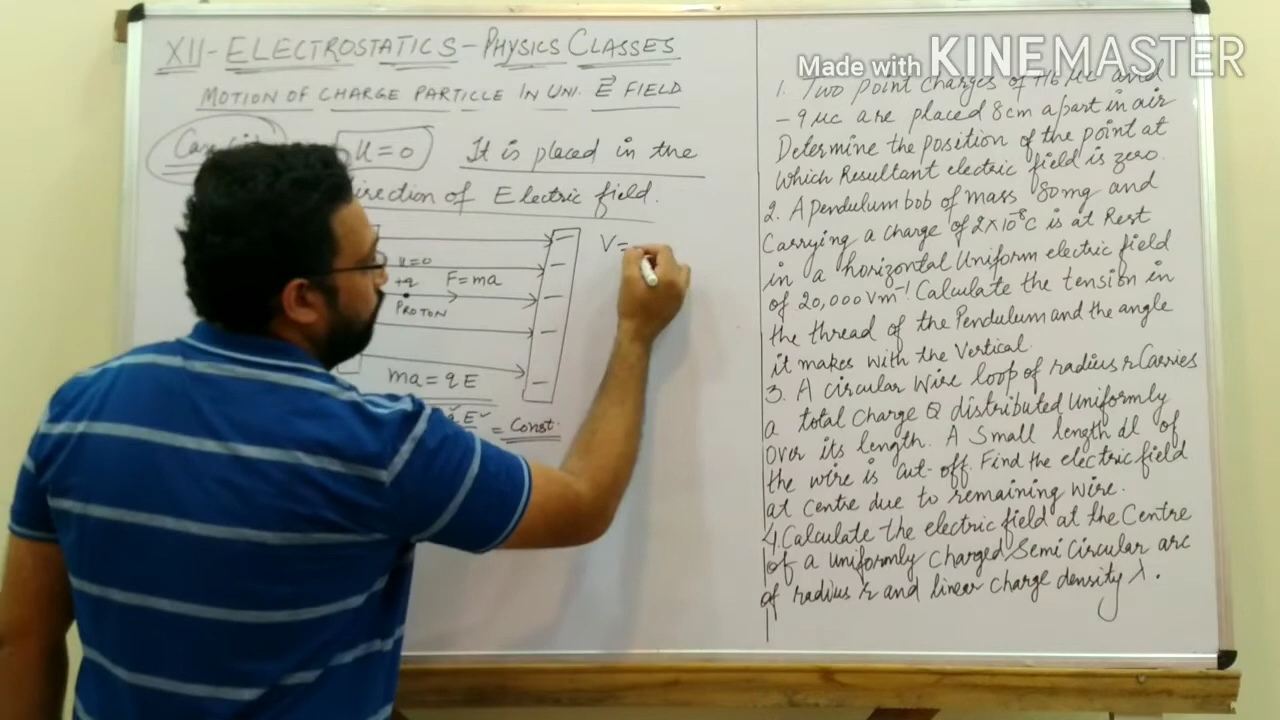 XII - ELECTROSTATICS - PHYSICS CLASSES
MOTION OF CHARGE PARTICLE IN UNI. E⃗ FIELD
U = 0 It is placed in the
direction of Electric field.
u=0
+q F=ma
PROTON
ma = qE
qE = Const.
V=
Made with KINEMASTER
1. Two point charges of +16 μc and
- 9 μc are placed 8cm apart in air
Determine the position of the point at
which Resultant electric field is zero.
2. A pendulum bob of mass 80mg and
Carrying a charge of 2×10⁻⁸C is at Rest
in a horizontal Uniform electric field
of 20,000 Vm⁻¹. Calculate the tension in
the thread of the Pendulum and the angle
it makes with the Vertical.
3. A Circular Wire loop of radius r Carries
a total Charge Q distributed Uniformly
over its length. A Small length dl of
the wire is cut-off. Find the electric field
at centre due to remaining wire.
4. Calculate the electric field at the Centre
of a Uniformly Charged Semi Circular arc
of radius r and linear charge density λ.